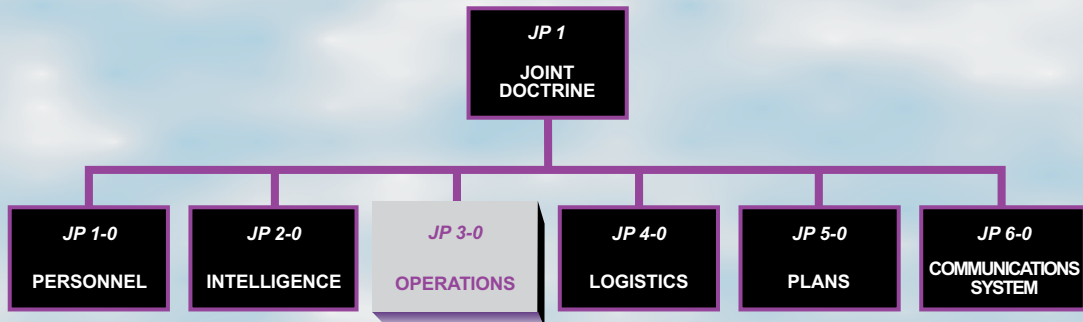 JP 1
JOINT
DOCTRINE
JP 1-0
PERSONNEL
JP 2-0
INTELLIGENCE
JP 3-0
OPERATIONS
JP 4-0
LOGISTICS
JP 5-0
PLANS
JP 6-0
COMMUNICATIONS
SYSTEM